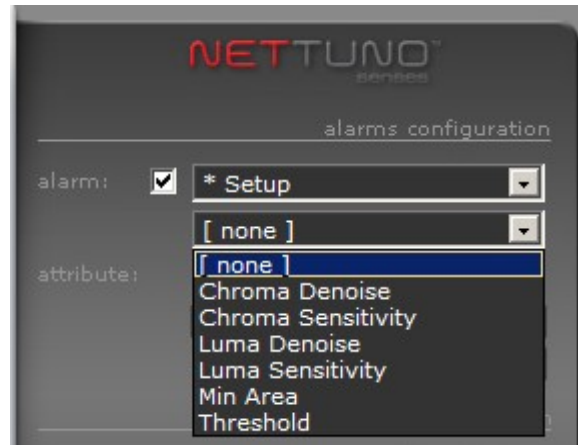 NETTUNO™
senses
alarms configuration
alarm: * Setup
[ none ]
attribute:
[ none ]
Chroma Denoise
Chroma Sensitivity
Luma Denoise
Luma Sensitivity
Min Area
Threshold